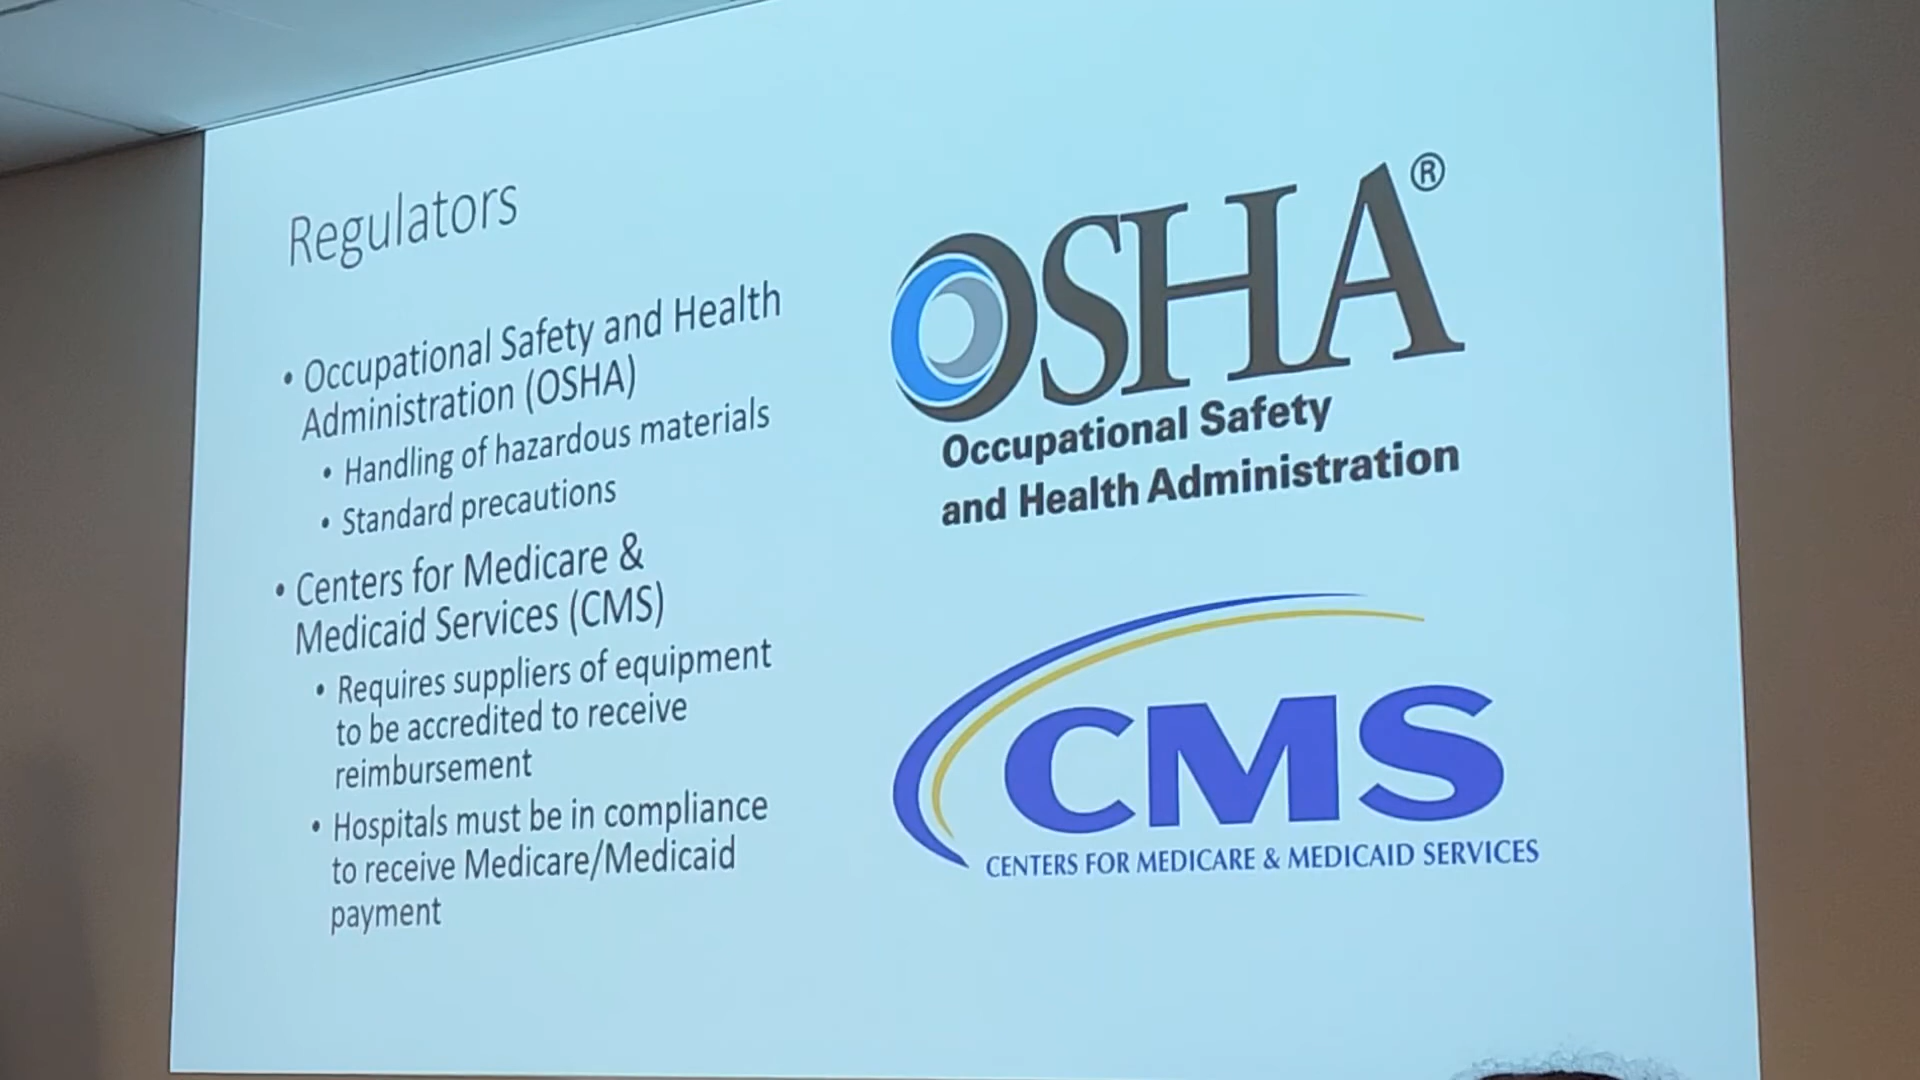 Regulators
• Occupational Safety and Health
Administration (OSHA)
• Handling of hazardous materials
• Standard precautions
• Centers for Medicare &
Medicaid Services (CMS)
• Requires suppliers of equipment
to be accredited to receive
reimbursement
• Hospitals must be in compliance
to receive Medicare/Medicaid
payment
OSHA®
Occupational Safety
and Health Administration
CMS
CENTERS FOR MEDICARE & MEDICAID SERVICES